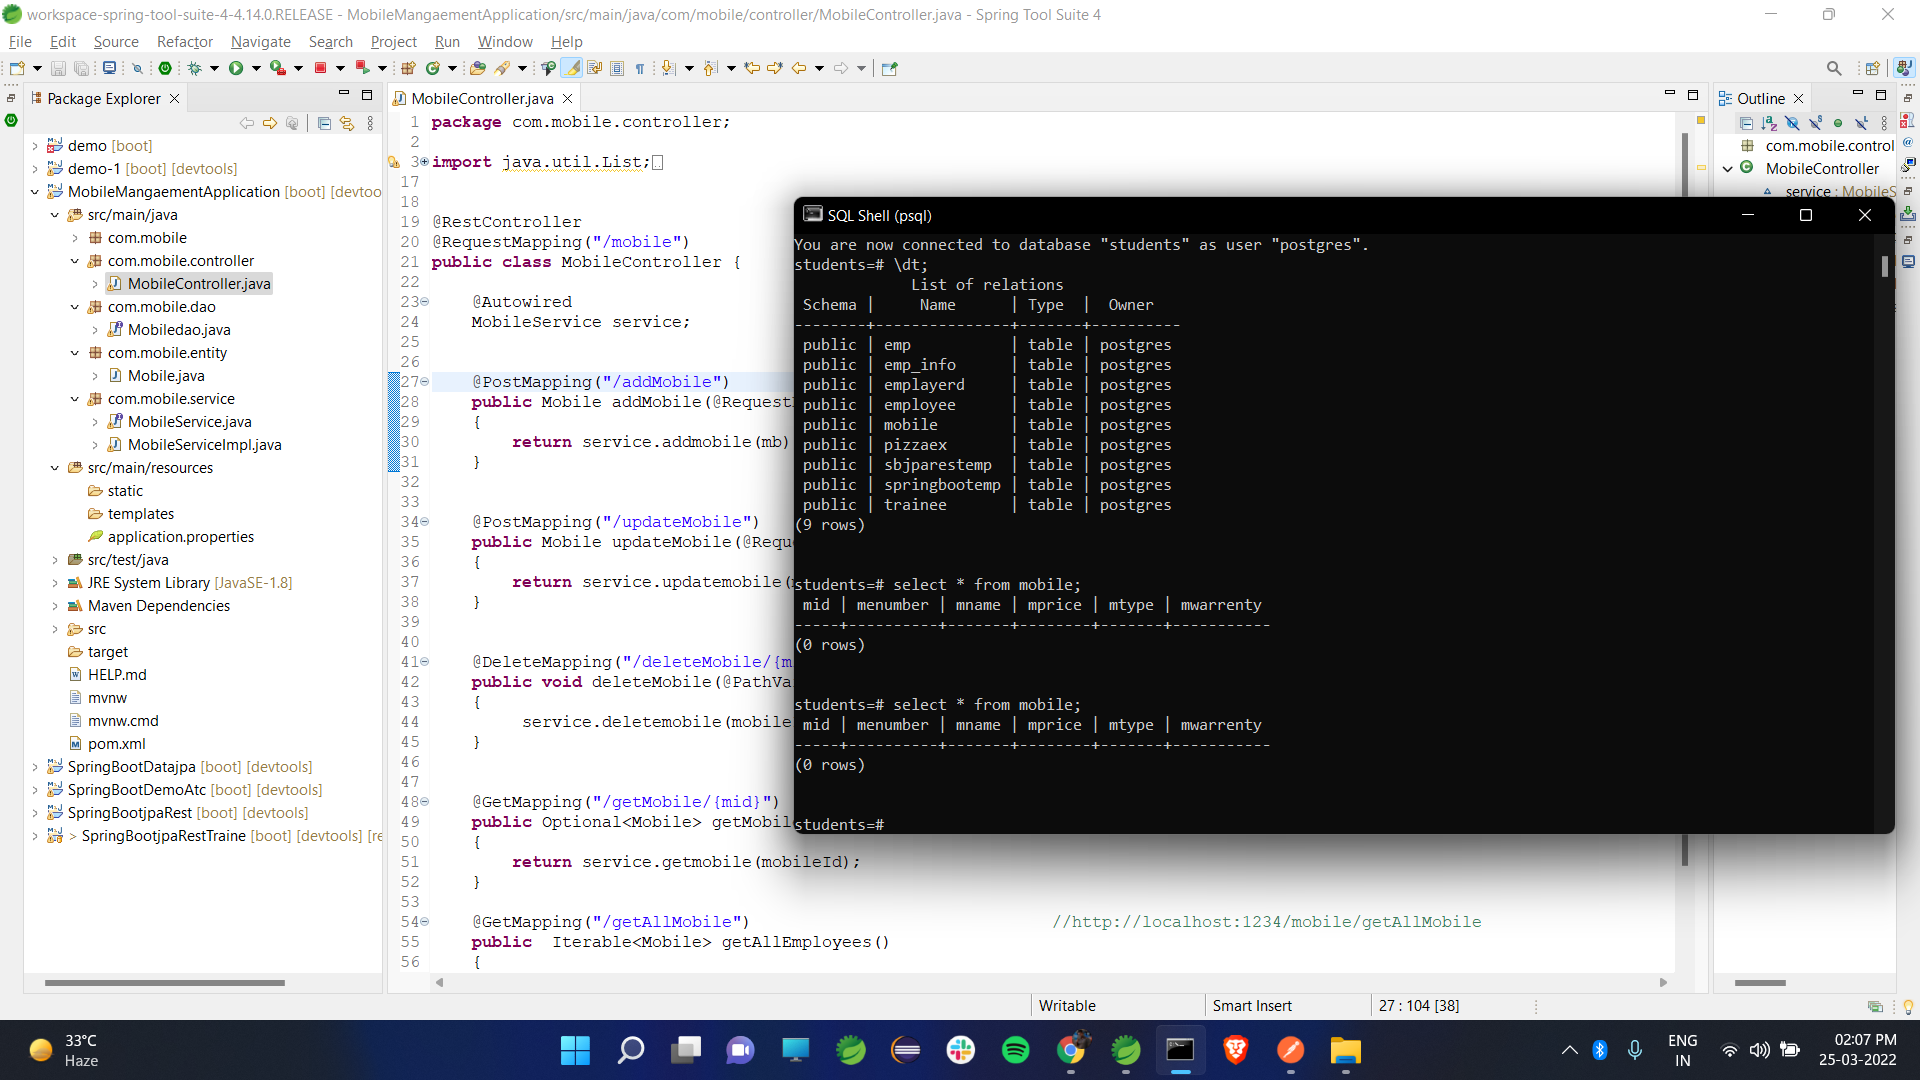 workspace-spring-tool-suite-4-4.14.0.RELEASE - MobileMangaementApplication/src/main/java/com/mobile/controller/MobileController.java - Spring Tool Suite 4
File Edit Source Refactor Navigate Search Project Run Window Help
Package Explorer
demo [boot]
demo-1 [boot] [devtools]
MobileMangaementApplication [boot] [devtoo
src/main/java
com.mobile
com.mobile.controller
MobileController.java
com.mobile.dao
Mobiledao.java
com.mobile.entity
Mobile.java
com.mobile.service
MobileService.java
MobileServiceImpl.java
src/main/resources
static
templates
application.properties
src/test/java
JRE System Library [JavaSE-1.8]
Maven Dependencies
src
target
HELP.md
mvnw
mvnw.cmd
pom.xml
SpringBootDatajpa [boot] [devtools]
SpringBootDemoAtc [boot] [devtools]
SpringBootjpaRest [boot] [devtools]
> SpringBootjpaRestTraine [boot] [devtools] [re
MobileController.java
1 package com.mobile.controller;
2
3 import java.util.List;
17
18
19 @RestController
20 @RequestMapping("/mobile")
21 public class MobileController {
22
23 @Autowired
24 MobileService service;
25
26
27 @PostMapping("/addMobile")
28 public Mobile addMobile(@Request
29 {
30 return service.addmobile(mb)
31 }
32
33
34 @PostMapping("/updateMobile")
35 public Mobile updateMobile(@Requ
36 {
37 return service.updatemobile(
38 }
39
40
41 @DeleteMapping("/deleteMobile/{m
42 public void deleteMobile(@PathVa
43 {
44 service.deletemobile(mobile
45 }
46
47
48 @GetMapping("/getMobile/{mid}")
49 public Optional<Mobile> getMobil
50 {
51 return service.getmobile(mobileId);
52 }
53
54 @GetMapping("/getAllMobile") //http://localhost:1234/mobile/getAllMobile
55 public Iterable<Mobile> getAllEmployees()
56 {
Outline
com.mobile.control
MobileController
service : MobileS
SQL Shell (psql)
You are now connected to database "students" as user "postgres".
students=# \dt;
List of relations
Schema | Name | Type | Owner
--------+---------------+-------+----------
public | emp | table | postgres
public | emp_info | table | postgres
public | emplayerd | table | postgres
public | employee | table | postgres
public | mobile | table | postgres
public | pizzaex | table | postgres
public | sbjparestemp | table | postgres
public | springbootemp | table | postgres
public | trainee | table | postgres
(9 rows)
students=# select * from mobile;
mid | menumber | mname | mprice | mtype | mwarrenty
-----+----------+-------+--------+-------+-----------
(0 rows)
students=# select * from mobile;
mid | menumber | mname | mprice | mtype | mwarrenty
-----+----------+-------+--------+-------+-----------
(0 rows)
students=#
Writable Smart Insert 27 : 104 [38]
33°C
Haze
ENG
IN
02:07 PM
25-03-2022